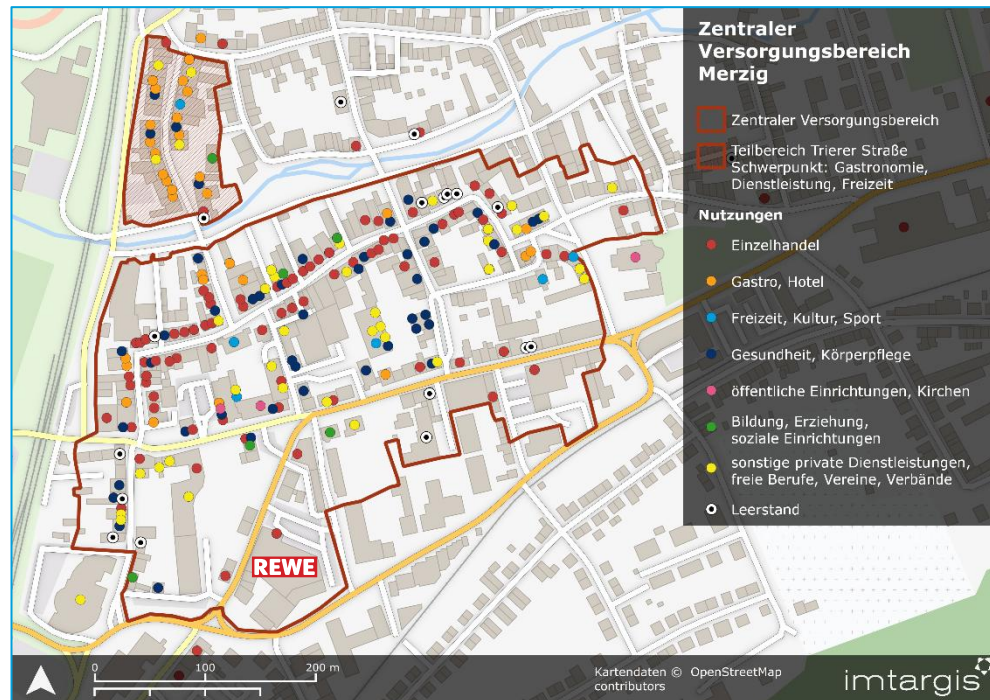 Zentraler
Versorgungsbereich
Merzig
Zentraler Versorgungsbereich
Teilbereich Trierer Straße
Schwerpunkt: Gastronomie,
Dienstleistung, Freizeit
Nutzungen
Einzelhandel
Gastro, Hotel
Freizeit, Kultur, Sport
Gesundheit, Körperpflege
öffentliche Einrichtungen, Kirchen
Bildung, Erziehung,
soziale Einrichtungen
sonstige private Dienstleistungen,
freie Berufe, Vereine, Verbände
Leerstand
REWE
0 100 200 m
Kartendaten © OpenStreetMap
contributors
imtargis